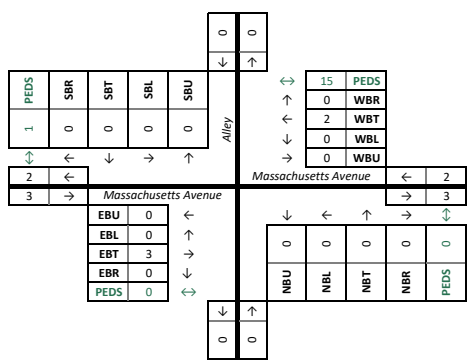 0 0
↓ ↑
PEDS SBR SBT SBL SBU
1 0 0 0 0
↕ ← ↓ → ↑
Alley
↔ 15 PEDS
↑ 0 WBR
← 2 WBT
↓ 0 WBL
→ 0 WBU
2 ←
Massachusetts Avenue
← 2
3 →
Massachusetts Avenue
→ 3
EBU 0 ←
EBL 0 ↑
EBT 3 →
EBR 0 ↓
PEDS 0 ↔
↓ ← ↑ → ↕
0 0 0 0 0
NBU NBL NBT NBR PEDS
↓ ↑
0 0